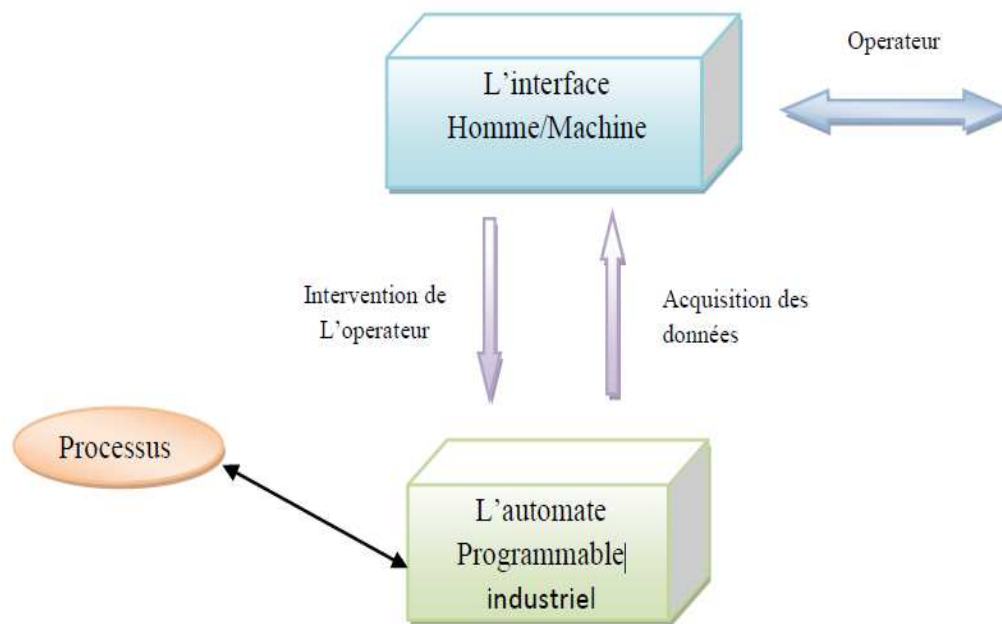 Operateur
L'interface
Homme/Machine
Intervention de
L'operateur
Acquisition des
données
Processus
L'automate
Programmable
industriel